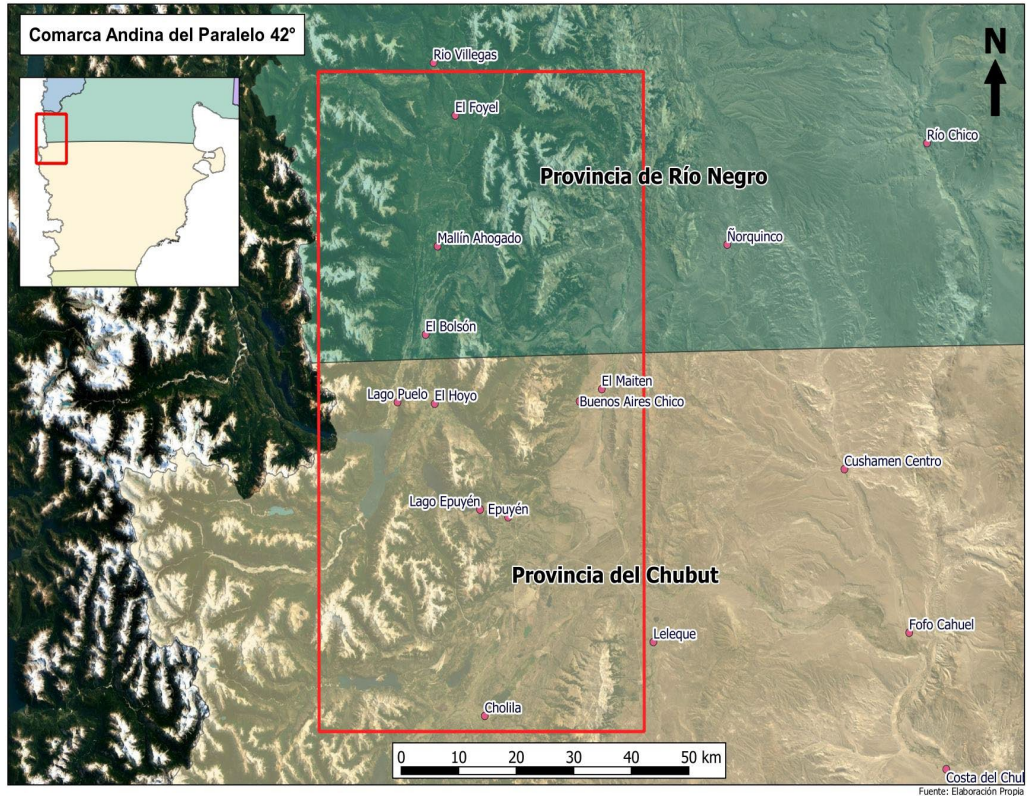 Comarca Andina del Paralelo 42º
N
Rio Villegas
El Foyel
Río Chico
Provincia de Río Negro
Mallín Ahogado
Ñorquinco
El Bolsón
El Maiten
Lago Puelo
El Hoyo
Buenos Aires Chico
Cushamen Centro
Lago Epuyén
Epuyén
Provincia del Chubut
Fofo Cahuel
Leleque
Cholila
0 10 20 30 40 50 km
Costa del Chul
Fuente: Elaboración Propia